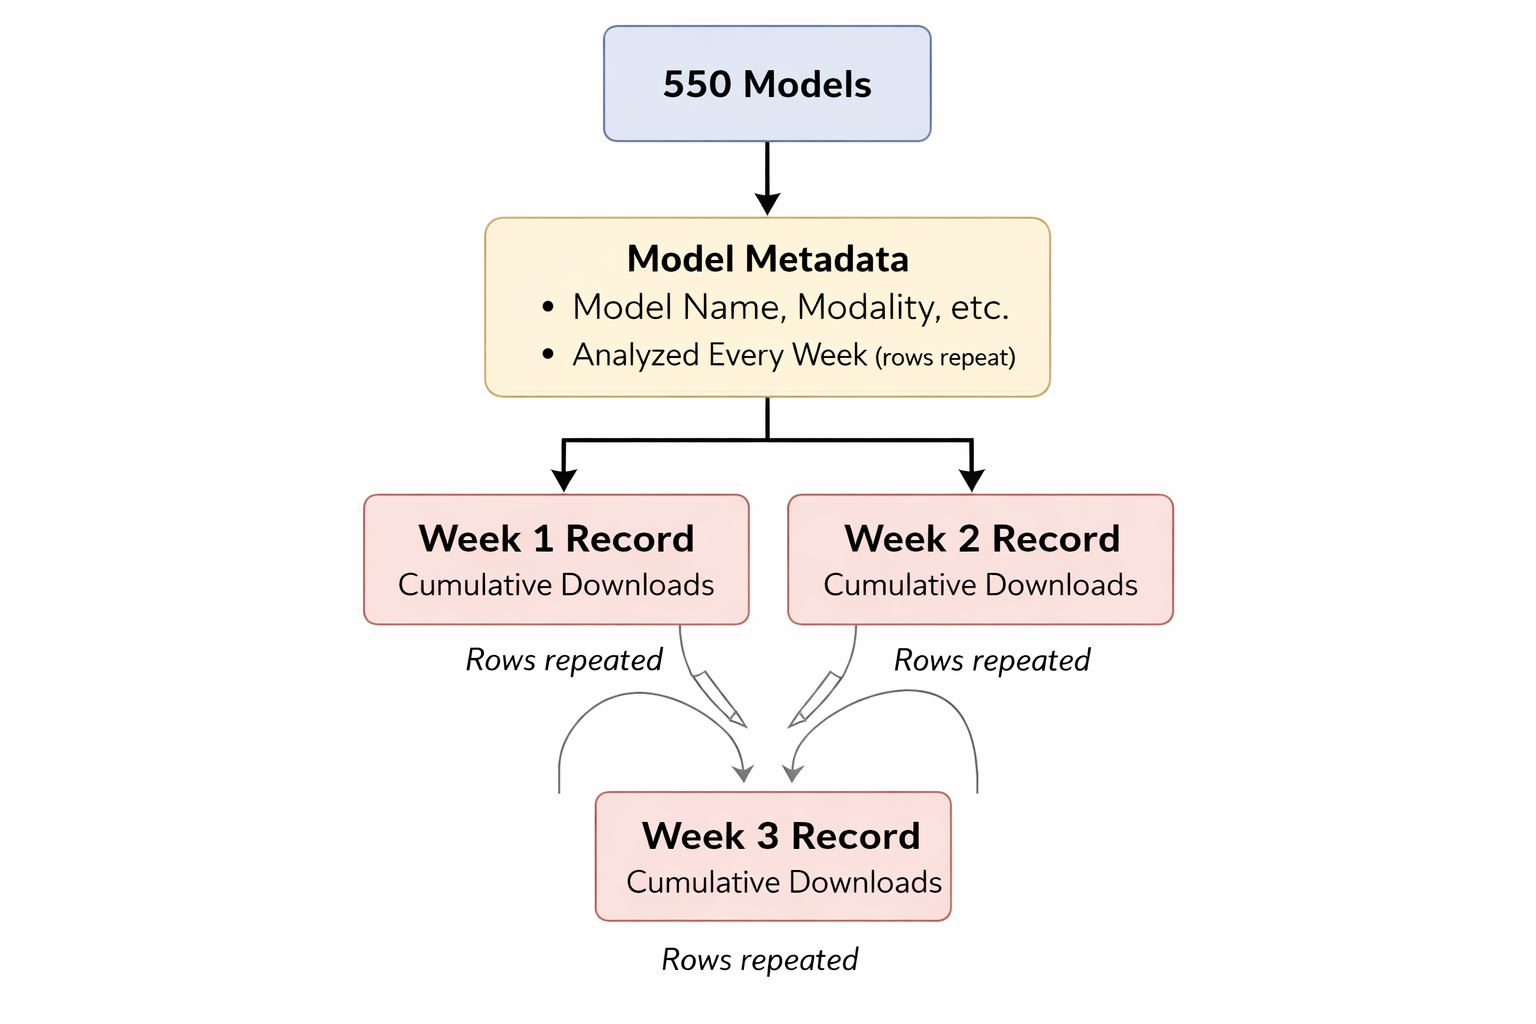 550 Models
Model Metadata
• Model Name, Modality, etc.
• Analyzed Every Week (rows repeat)
Week 1 Record
Cumulative Downloads
Week 2 Record
Cumulative Downloads
Rows repeated
Rows repeated
Week 3 Record
Cumulative Downloads
Rows repeated